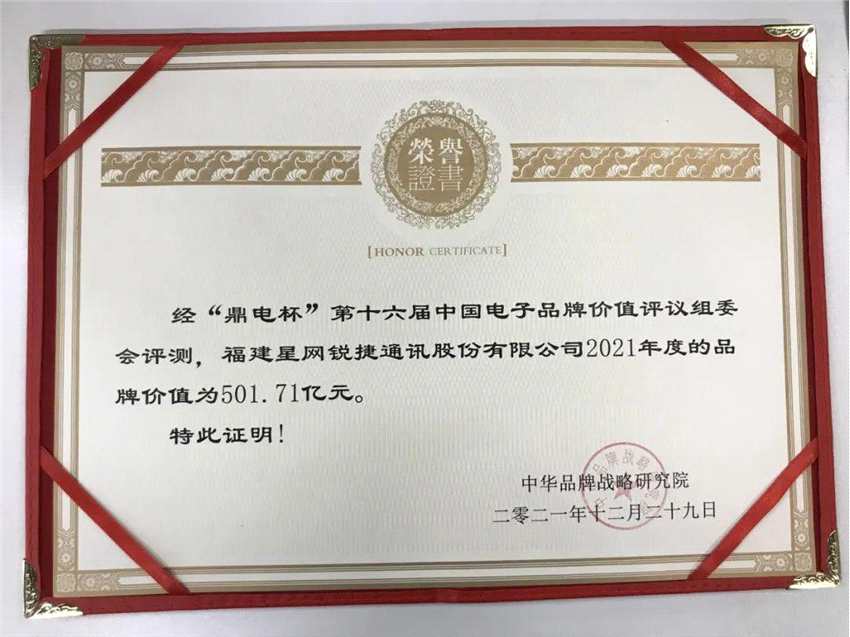 榮譽
證書
[HONOR CERTIFICATE]
经“鼎电杯”第十六届中国电子品牌价值评议组委
会评测，福建星网锐捷通讯股份有限公司2021年度的品
牌价值为501.71亿元。
特此证明!
中华品牌战略研究院
二零二一年十二月二十九日